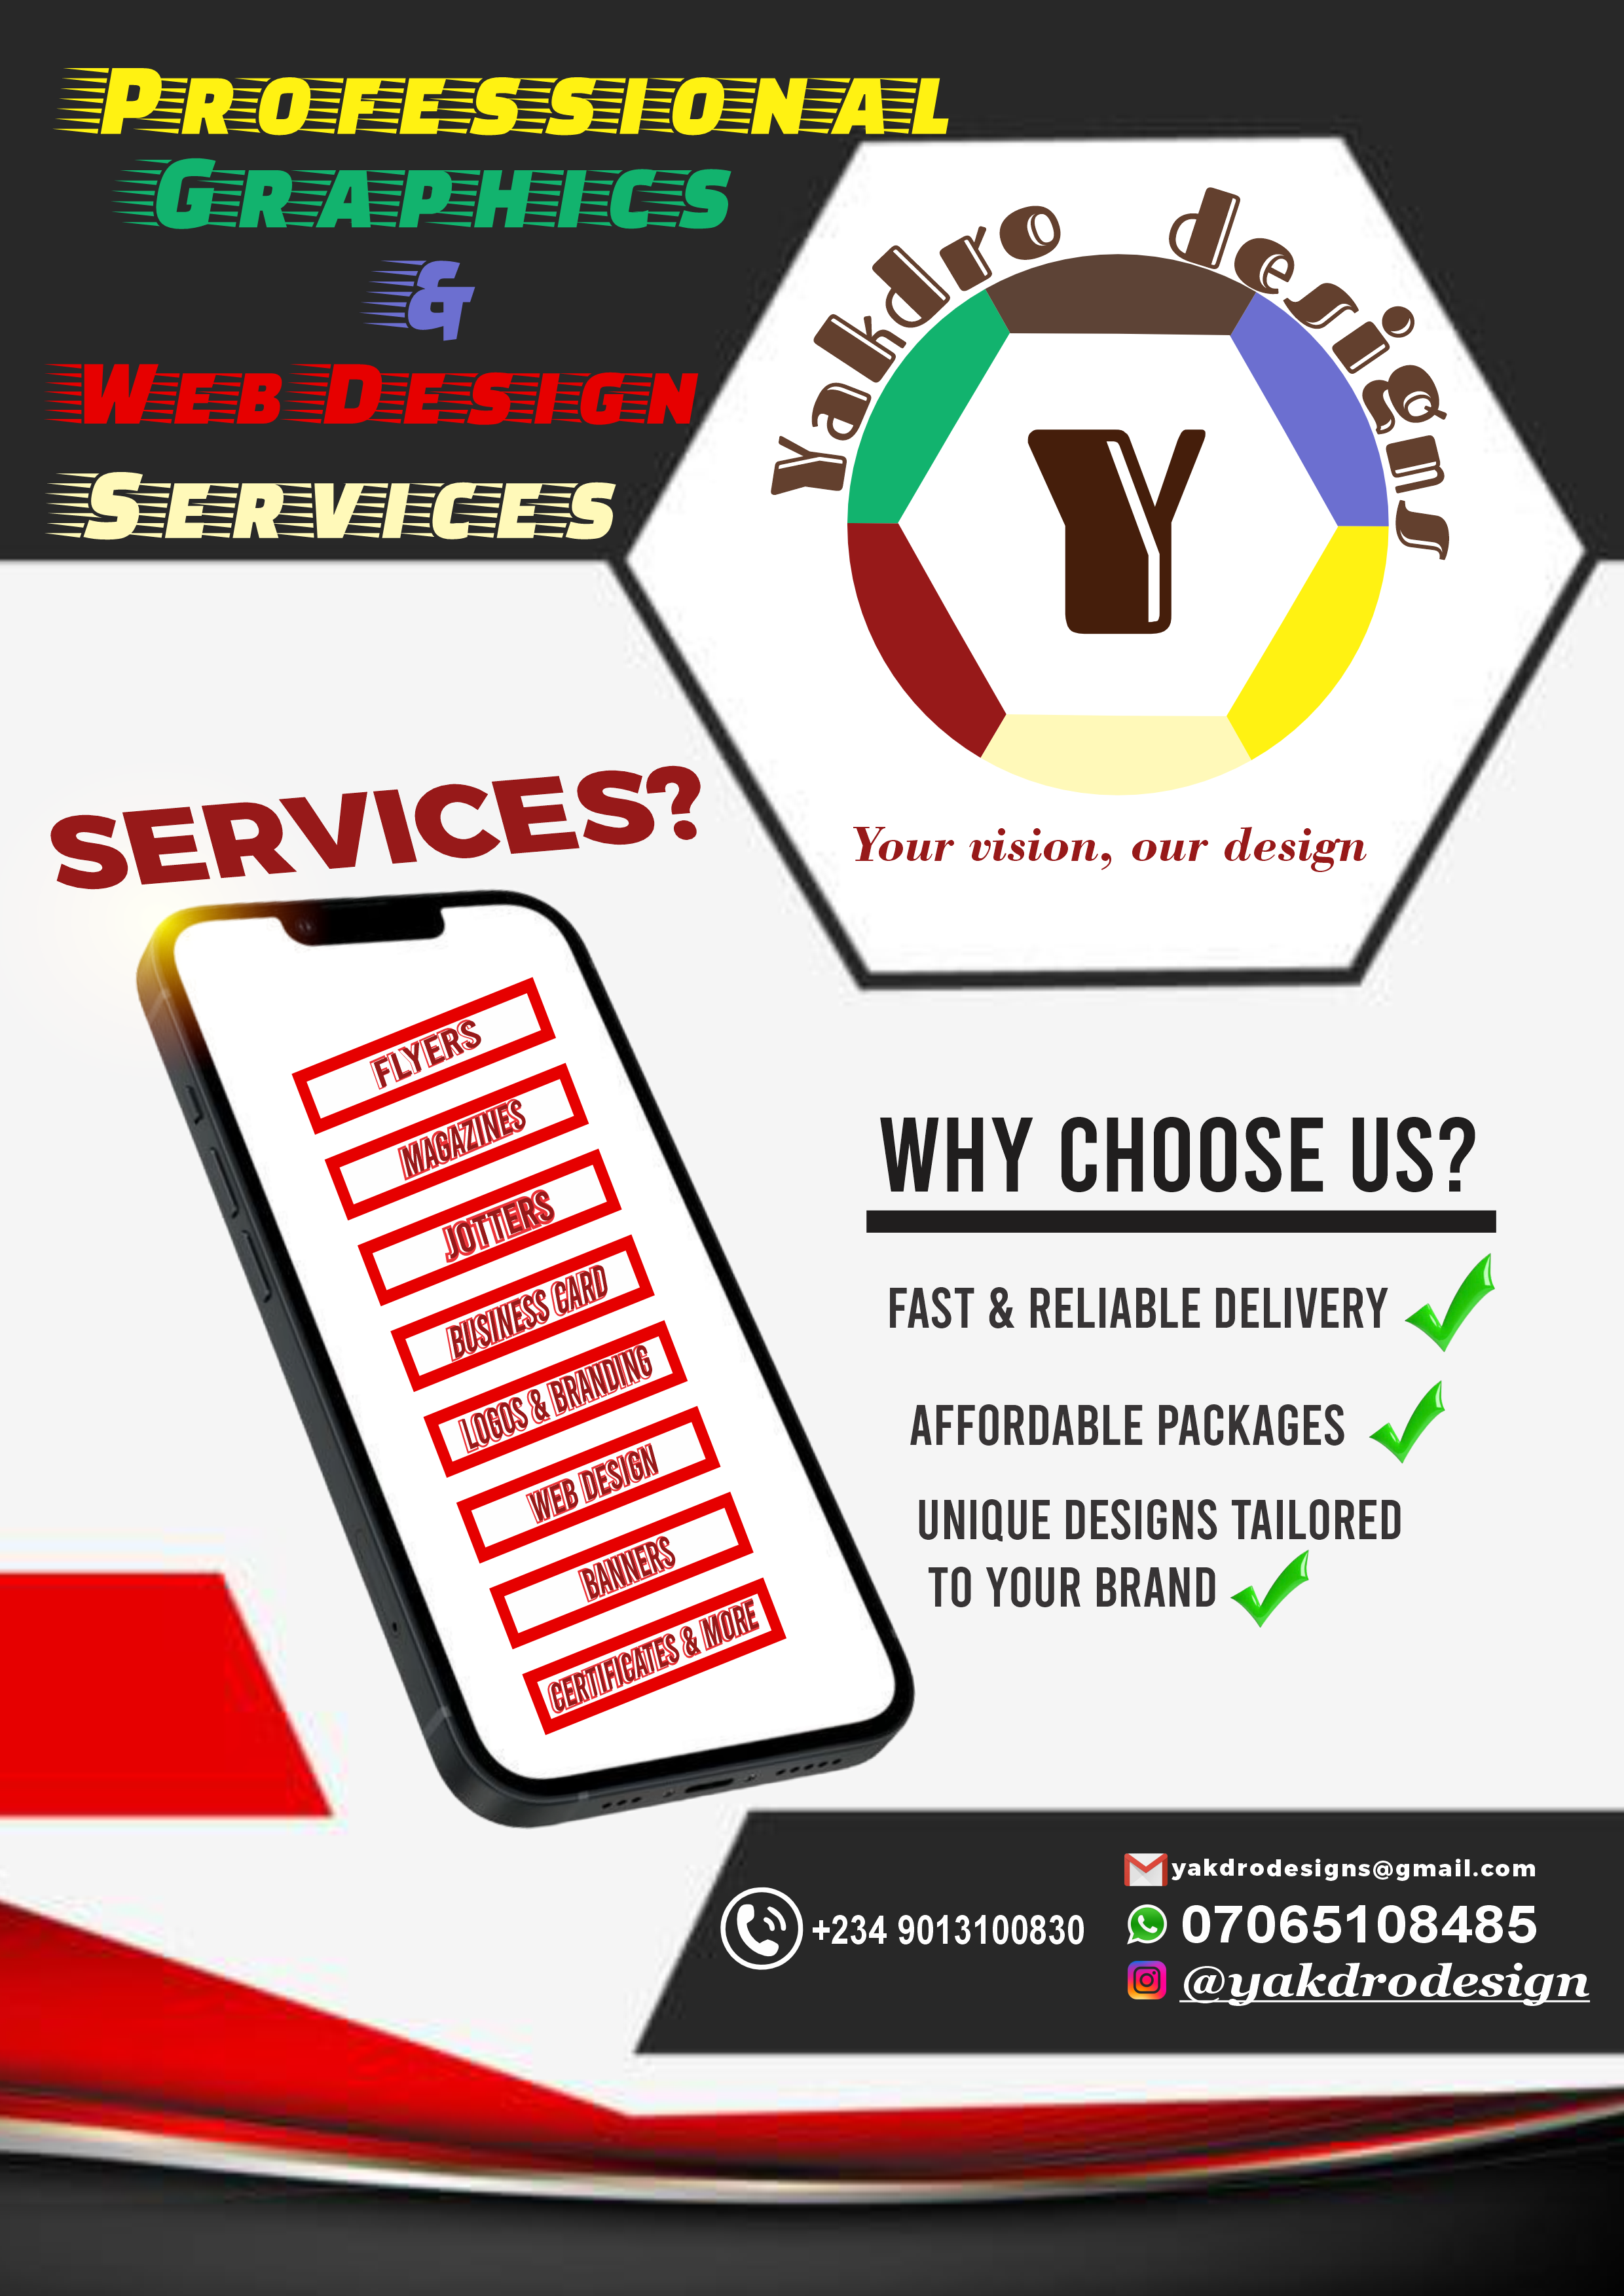 PROFESSIONAL
GRAPHICS
&
WEB DESIGN
SERVICES
Yakdro designs
Y
Your vision, our design
SERVICES?
FLYERS
MAGAZINES
JOTTERS
BUSINESS CARD
LOGOS & BRANDING
WEB DESIGN
BANNERS
CERTIFICATES & MORE
WHY CHOOSE US?
FAST & RELIABLE DELIVERY
AFFORDABLE PACKAGES
UNIQUE DESIGNS TAILORED
TO YOUR BRAND
+234 9013100830
yakdrodesigns@gmail.com
07065108485
@yakdrodesign